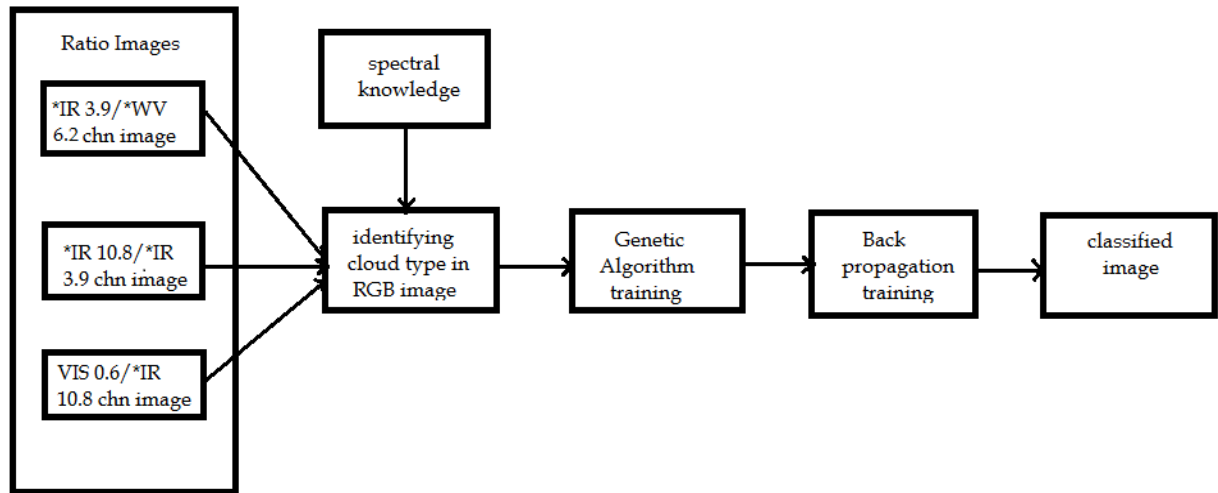 Ratio Images
*IR 3.9/*WV
6.2 chn image
*IR 10.8/*IR
3.9 chn image
VIS 0.6/*IR
10.8 chn image
spectral
knowledge
identifying
cloud type in
RGB image
Genetic
Algorithm
training
Back
propagation
training
classified
image